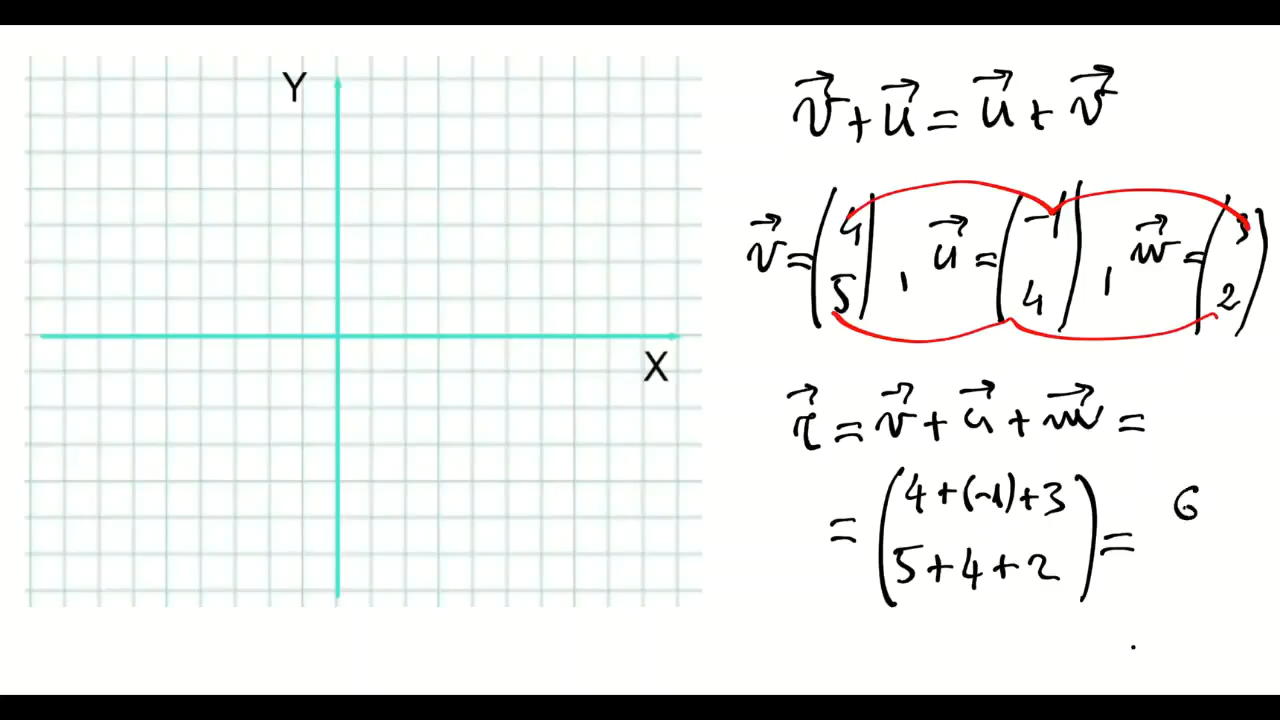 Y
X
v⃗ + u⃗ = u⃗ + v⃗
v⃗ = (4 5), u⃗ = (-1 4), w⃗ = (3 2)
r⃗ = v⃗ + u⃗ + w⃗ =
= (4+(-1)+3 5+4+2) = 6